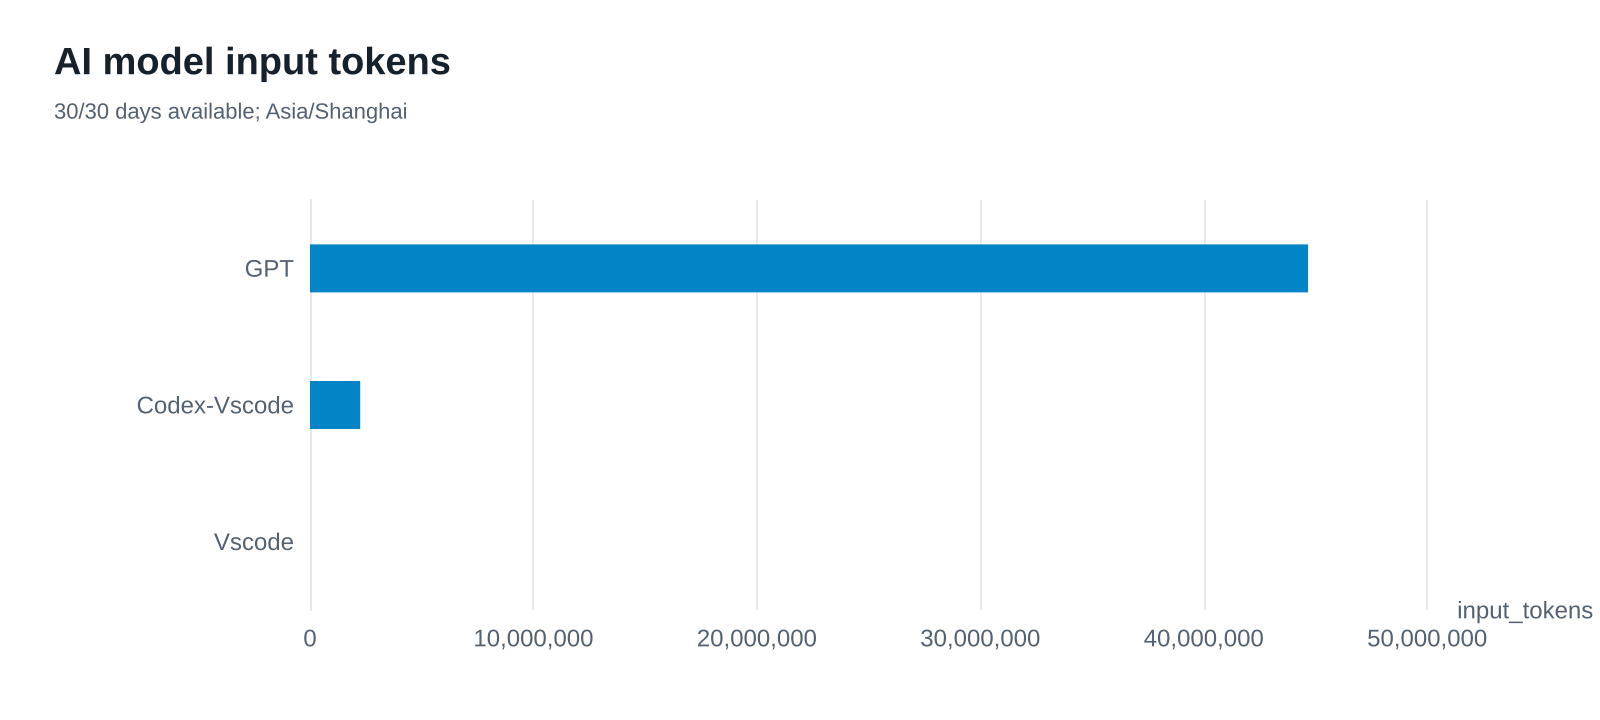 AI model input tokens
30/30 days available; Asia/Shanghai
GPT
Codex-Vscode
Vscode
input_tokens
0 10,000,000 20,000,000 30,000,000 40,000,000 50,000,000